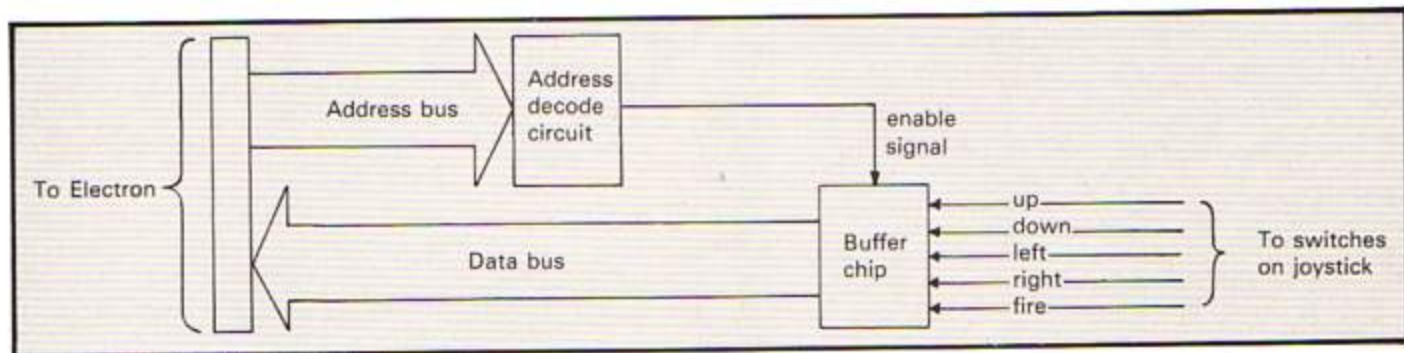 Address bus
Address
decode
circuit
enable
signal
To Electron
Data bus
Buffer
chip
up
down
left
right
fire
To switches
on joystick